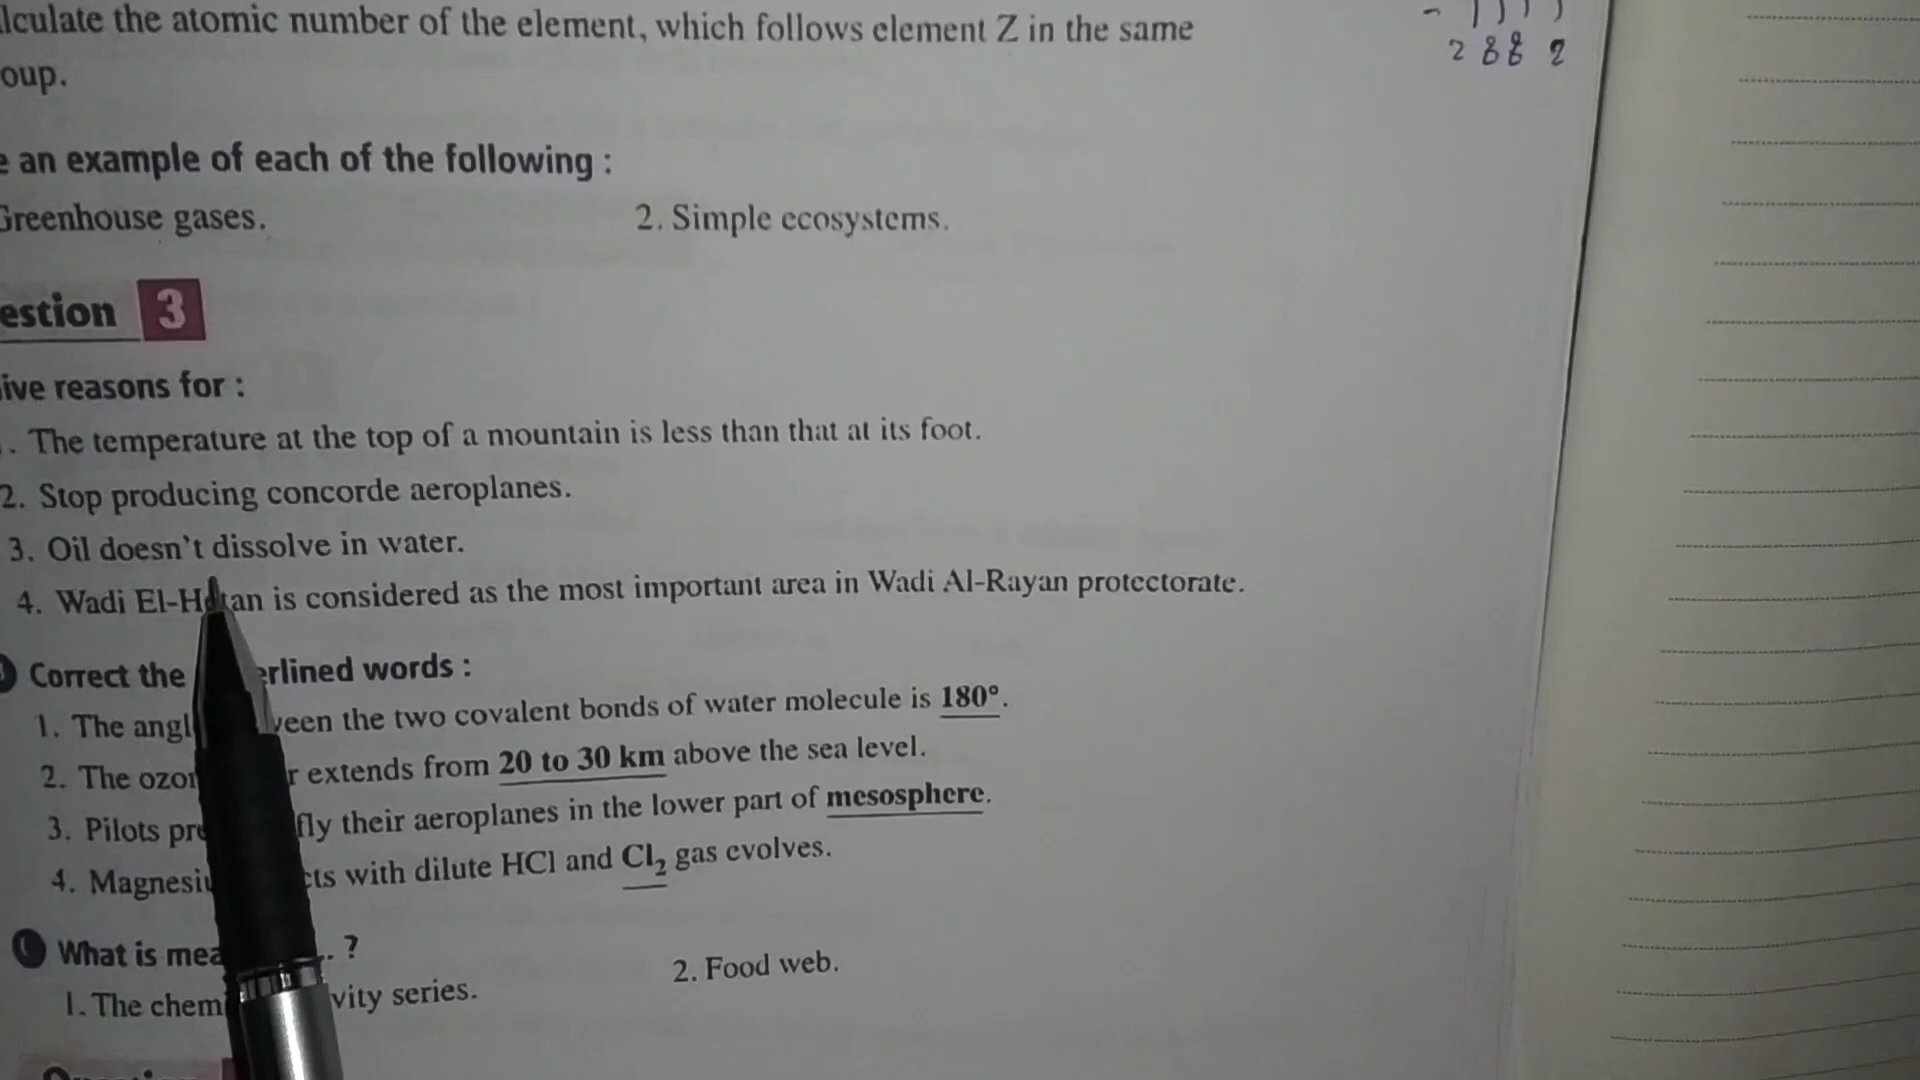 lculate the atomic number of the element, which follows element Z in the same
oup.
2 8 8 2
e an example of each of the following :
Greenhouse gases.
2. Simple ecosystems.
estion 3
ive reasons for :
. The temperature at the top of a mountain is less than that at its foot.
2. Stop producing concorde aeroplanes.
3. Oil doesn't dissolve in water.
4. Wadi El-H tan is considered as the most important area in Wadi Al-Rayan protectorate.
Correct the erlined words :
1. The angl veen the two covalent bonds of water molecule is 180°.
2. The ozon r extends from 20 to 30 km above the sea level.
3. Pilots pre fly their aeroplanes in the lower part of mesosphere.
4. Magnesiu cts with dilute HCl and Cl₂ gas evolves.
What is mea .. ?
1. The chem vity series.
2. Food web.